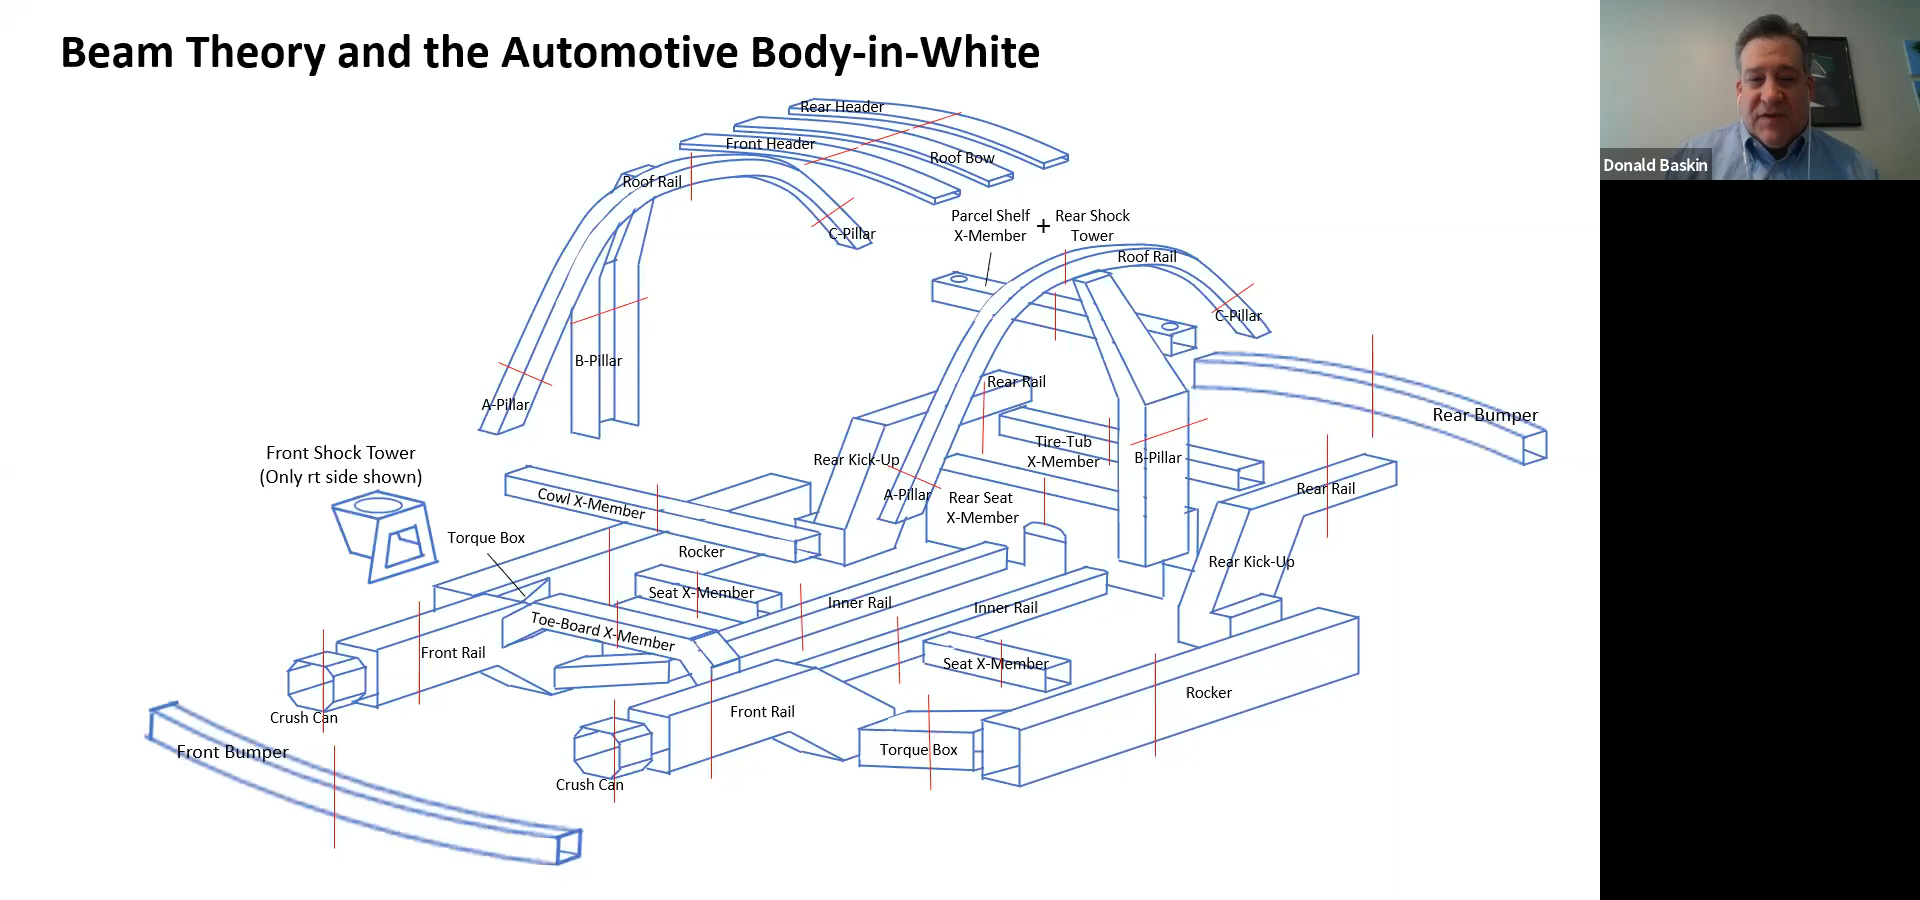 Beam Theory and the Automotive Body-in-White
Donald Baskin
Rear Header
Front Header
Roof Bow
Roof Rail
C-Pillar
Parcel Shelf
X-Member
+
Rear Shock
Tower
Roof Rail
C-Pillar
B-Pillar
A-Pillar
Rear Rail
Rear Bumper
Tire-Tub
X-Member
B-Pillar
Front Shock Tower
(Only rt side shown)
Rear Kick-Up
A-Pillar
Rear Seat
X-Member
Rear Rail
Cowl X-Member
Torque Box
Rocker
Rear Kick-Up
Seat X-Member
Inner Rail
Inner Rail
Toe-Board X-Member
Front Rail
Seat X-Member
Rocker
Crush Can
Front Rail
Front Bumper
Torque Box
Crush Can